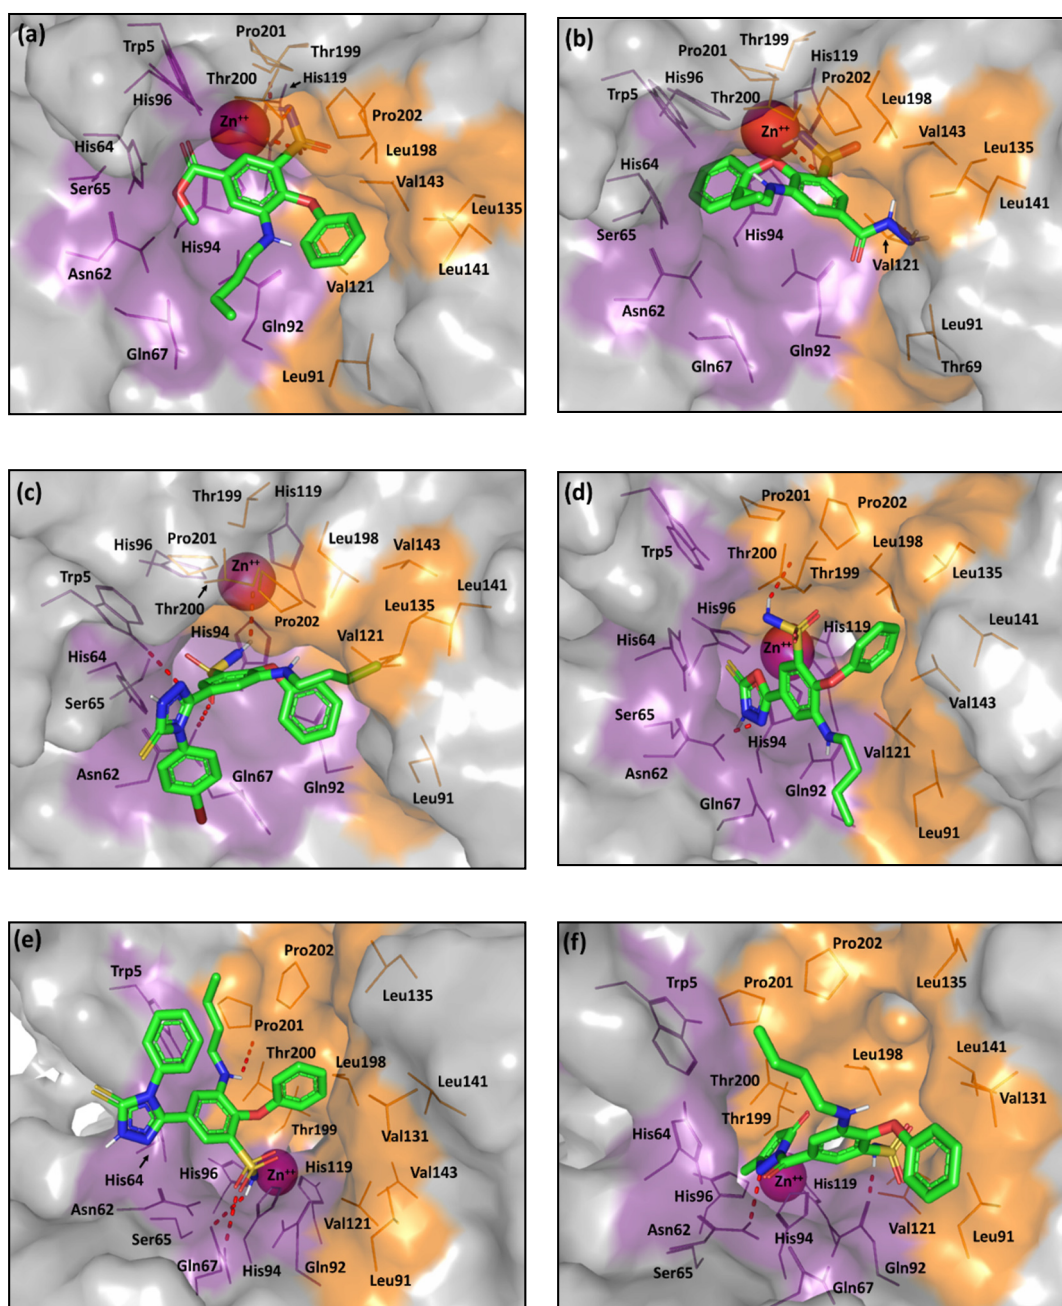 (a)
Pro201
Trp5
Thr199
His96
Thr200
His119
Zn++
Pro202
His64
Leu198
Ser65
Val143
Leu135
His94
Asn62
Leu141
Val121
Gln92
Gln67
Leu91
(b)
Thr199
Pro201
His96
Pro202
Trp5
Thr200
Leu198
Zn++
Val143
Leu135
His64
Leu141
Ser65
His94
Val121
Asn62
Leu91
Gln92
Gln67
Thr69
(c)
Thr199
His119
His96
Pro201
Leu198
Val143
Zn++
Trp5
Leu141
Thr200
Leu135
His94
Pro202
Val121
His64
Ser65
Asn62
Gln67
Gln92
Leu91
(d)
Pro201
Pro202
Trp5
Thr200
Leu198
Leu135
Thr199
His96
Leu141
His64
His119
Zn++
Val143
Ser65
His94
Val121
Asn62
Gln67
Gln92
Leu91
(e)
Pro202
Trp5
Leu135
Pro201
Thr200
Leu198
Leu141
Thr199
Val131
His64
His96
Zn++
His119
Val143
Asn62
Val121
Ser65
Gln67
His94
Gln92
Leu91
(f)
Pro202
Leu135
Trp5
Pro201
Leu198
Leu141
Thr200
Val131
Thr199
His64
Zn++
His119
His96
Asn62
Val121
His94
Leu91
Ser65
Gln92
Gln67